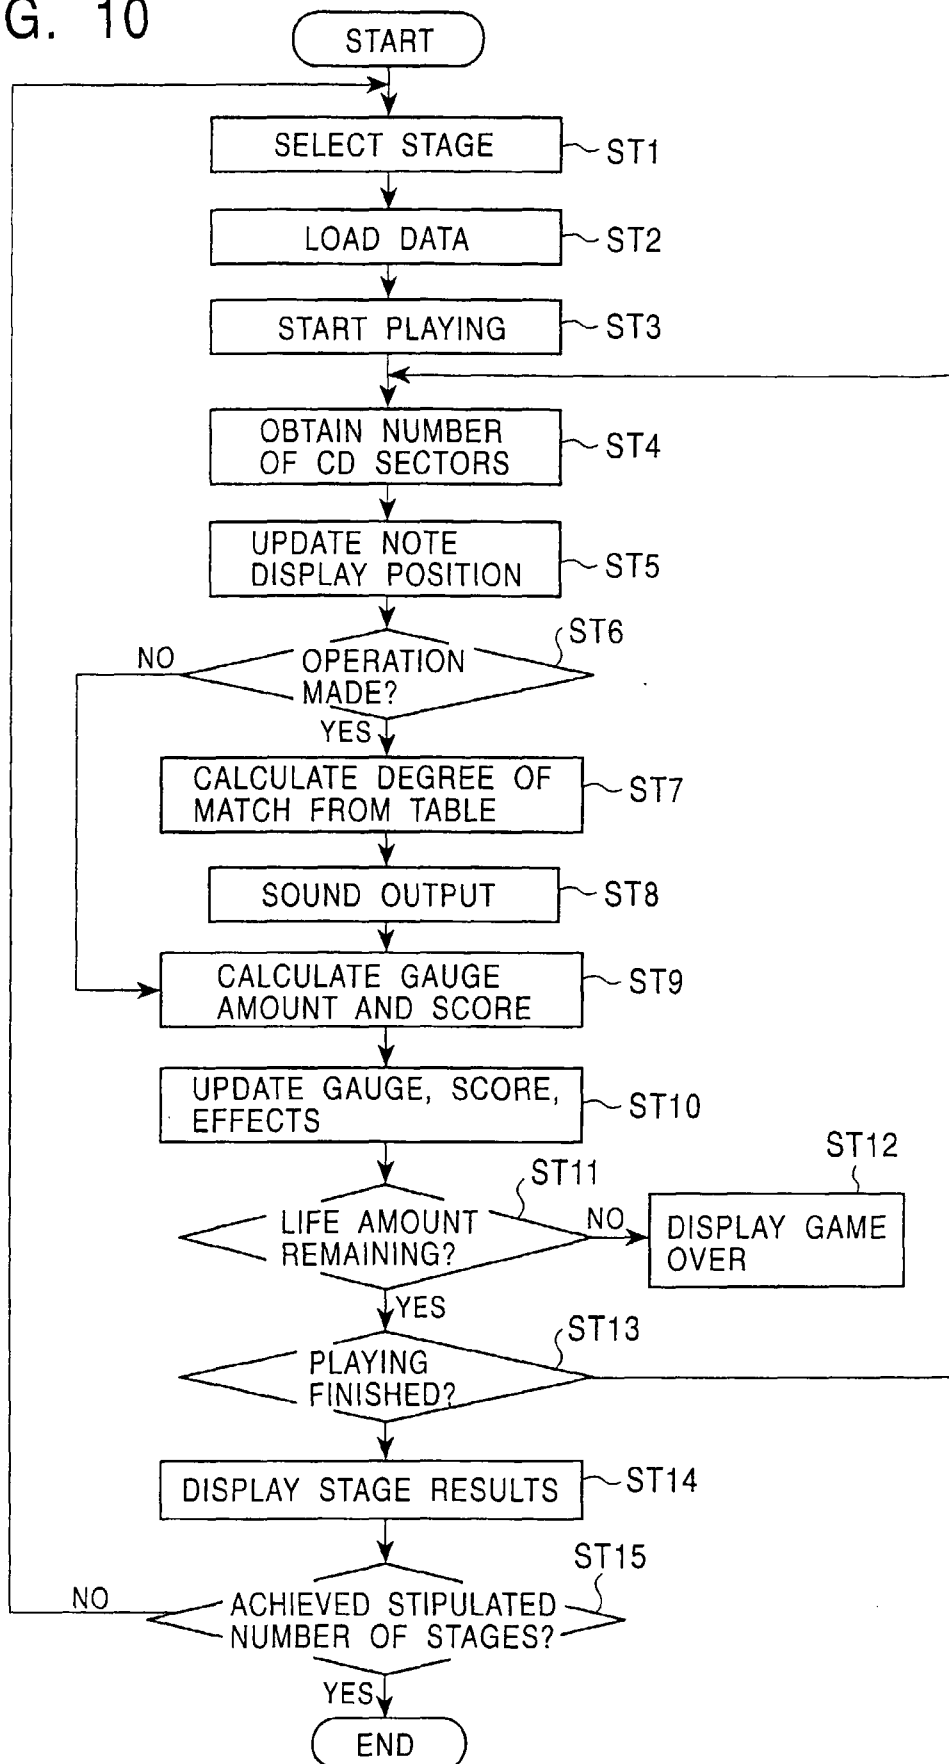 G. 10
START
SELECT STAGE
ST1
LOAD DATA
ST2
START PLAYING
ST3
OBTAIN NUMBER
OF CD SECTORS
ST4
UPDATE NOTE
DISPLAY POSITION
ST5
ST6
NO
OPERATION
MADE?
YES
CALCULATE DEGREE OF
MATCH FROM TABLE
ST7
SOUND OUTPUT
ST8
CALCULATE GAUGE
AMOUNT AND SCORE
ST9
UPDATE GAUGE, SCORE,
EFFECTS
ST10
ST11
LIFE AMOUNT
REMAINING?
NO
ST12
DISPLAY GAME
OVER
YES
ST13
PLAYING
FINISHED?
DISPLAY STAGE RESULTS
ST14
ST15
NO
ACHIEVED STIPULATED
NUMBER OF STAGES?
YES
END